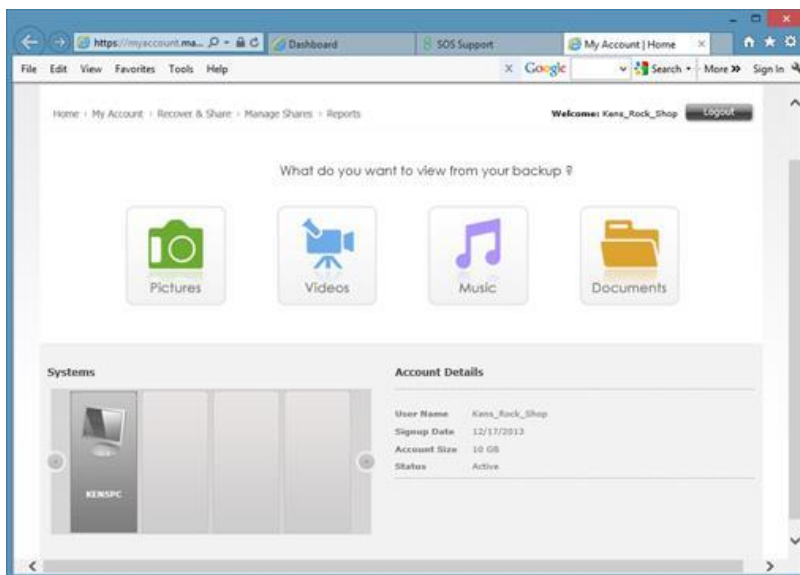 https://myaccount.ma... Dashboard SOS Support My Account | Home
File Edit View Favorites Tools Help Google Search More » Sign In
Home My Account Recover & Share Manage Shares Reports Welcome: Kens_Rock_Shop Logout
What do you want to view from your backup ?
Pictures Videos Music Documents
Systems Account Details
User Name Kens_Rock_Shop
Signup Date 12/17/2013
Account Size 10 GB
Status Active
KENSPC